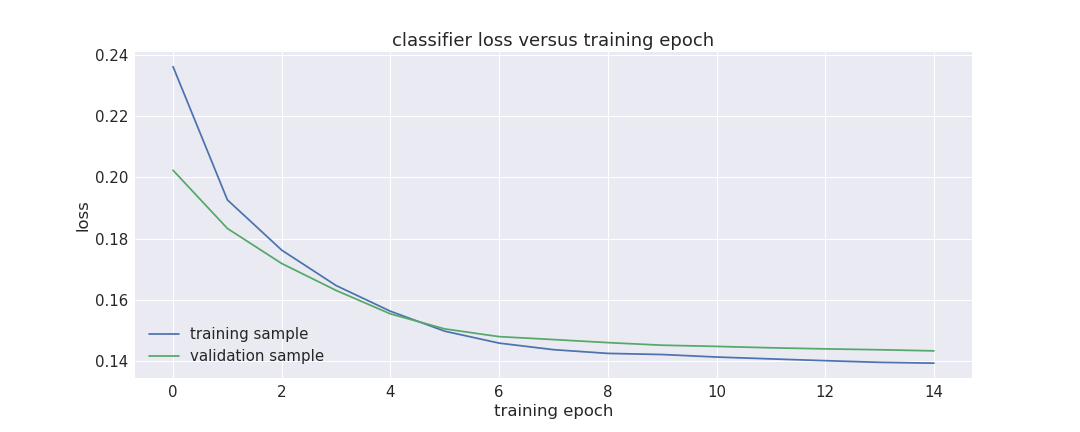 classifier loss versus training epoch
0.24
0.22
0.20
0.18
0.16
0.14
loss
training sample
validation sample
0 2 4 6 8 10 12 14
training epoch